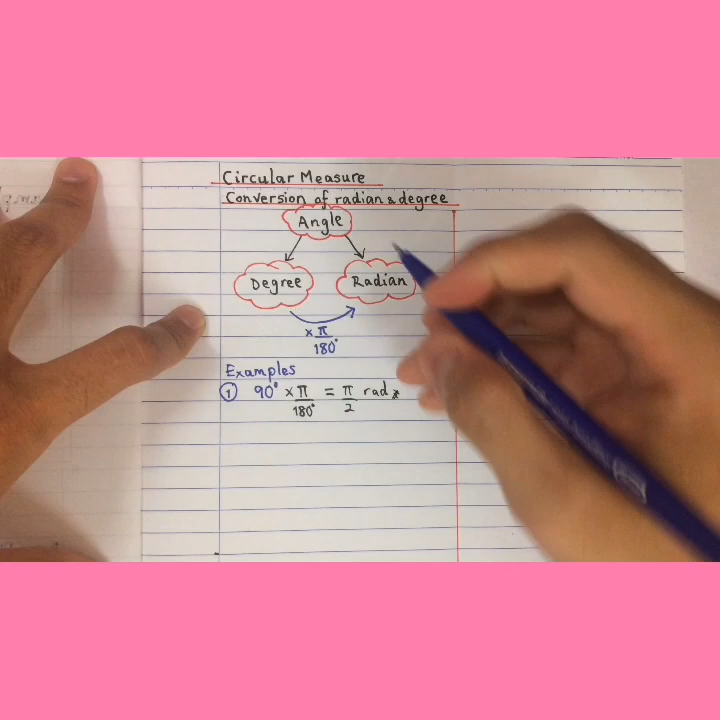 Circular Measure
Conversion of radian & degree
Angle
Degree Radian
× π/180°
Examples
① 90° × π/180° = π/2 rad *